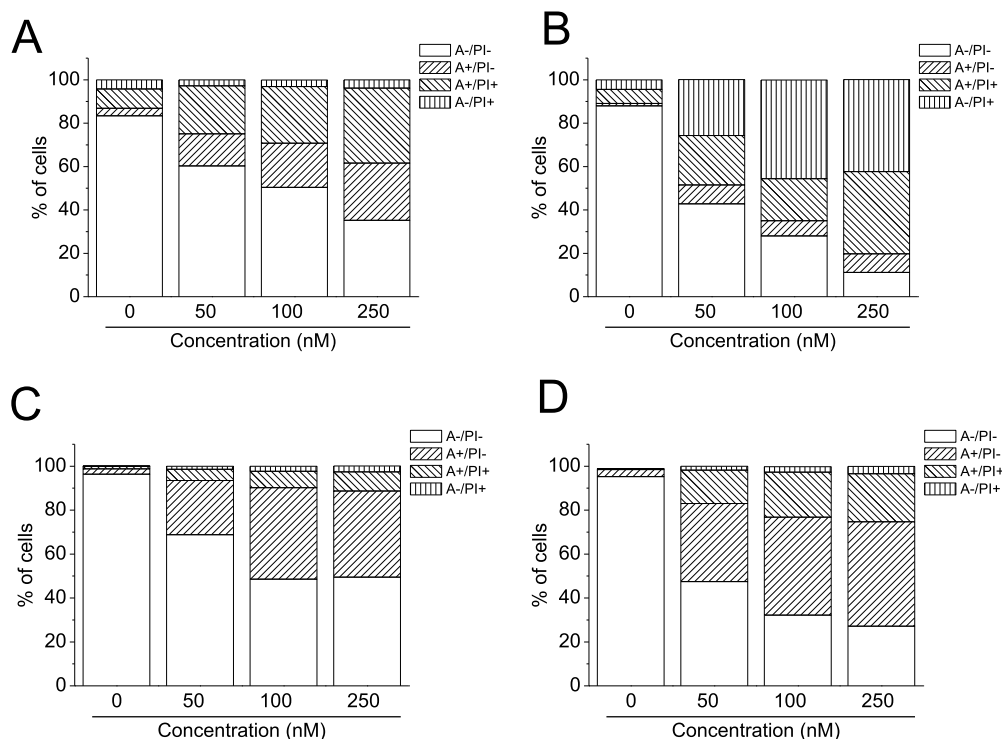 A
A-/PI-
A+/PI-
A+/PI+
A-/PI+
100
80
60
40
20
0
% of cells
0 50 100 250
Concentration (nM)
B
A-/PI-
A+/PI-
A+/PI+
A-/PI+
100
80
60
40
20
0
% of cells
0 50 100 250
Concentration (nM)
C
A-/PI-
A+/PI-
A+/PI+
A-/PI+
100
80
60
40
20
0
% of cells
0 50 100 250
Concentration (nM)
D
A-/PI-
A+/PI-
A+/PI+
A-/PI+
100
80
60
40
20
0
% of cells
0 50 100 250
Concentration (nM)